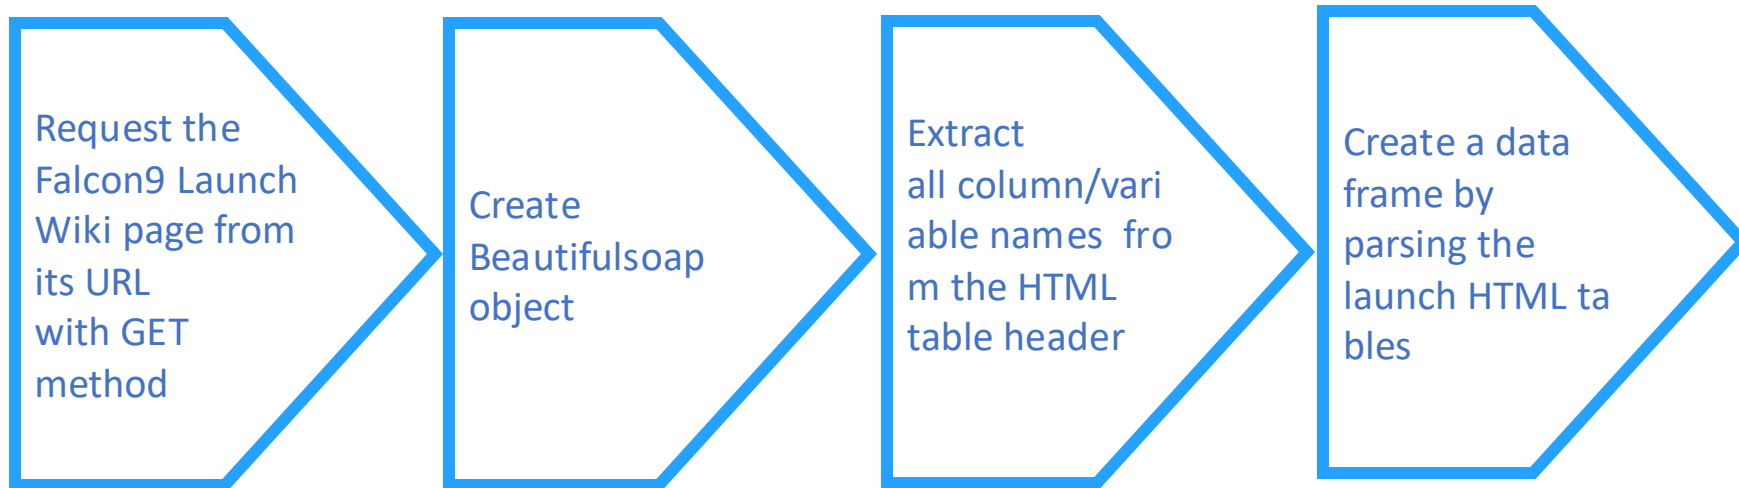 Request the
Falcon9 Launch
Wiki page from
its URL
with GET
method
Create
Beautifulsoap
object
Extract
all column/vari
able names  fro
m the HTML
table header
Create a data
frame by
parsing the
launch HTML ta
bles